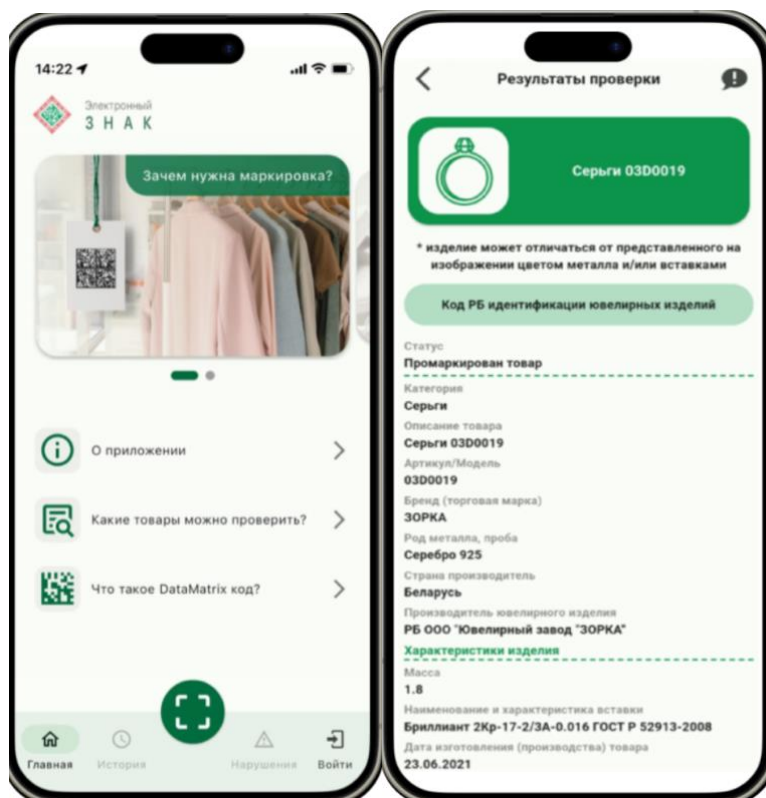 14:22
Электронный
ЗНАК
Зачем нужна маркировка?
О приложении
Какие товары можно проверить?
Что такое DataMatrix код?
Главная
История
Нарушения
Войти
Результаты проверки
Серьги 03D0019
* изделие может отличаться от представленного на
изображении цветом металла и/или вставками
Код РБ идентификации ювелирных изделий
Статус
Промаркирован товар
Категория
Серьги
Описание товара
Серьги 03D0019
Артикул/Модель
03D0019
Бренд (торговая марка)
ЗОРКА
Род металла, проба
Серебро 925
Страна производитель
Беларусь
Производитель ювелирного изделия
РБ ООО "Ювелирный завод "ЗОРКА"
Характеристики изделия
Масса
1.8
Наименование и характеристика вставки
Бриллиант 2Кр-17-2/3А-0.016 ГОСТ Р 52913-2008
Дата изготовления (производства) товара
23.06.2021